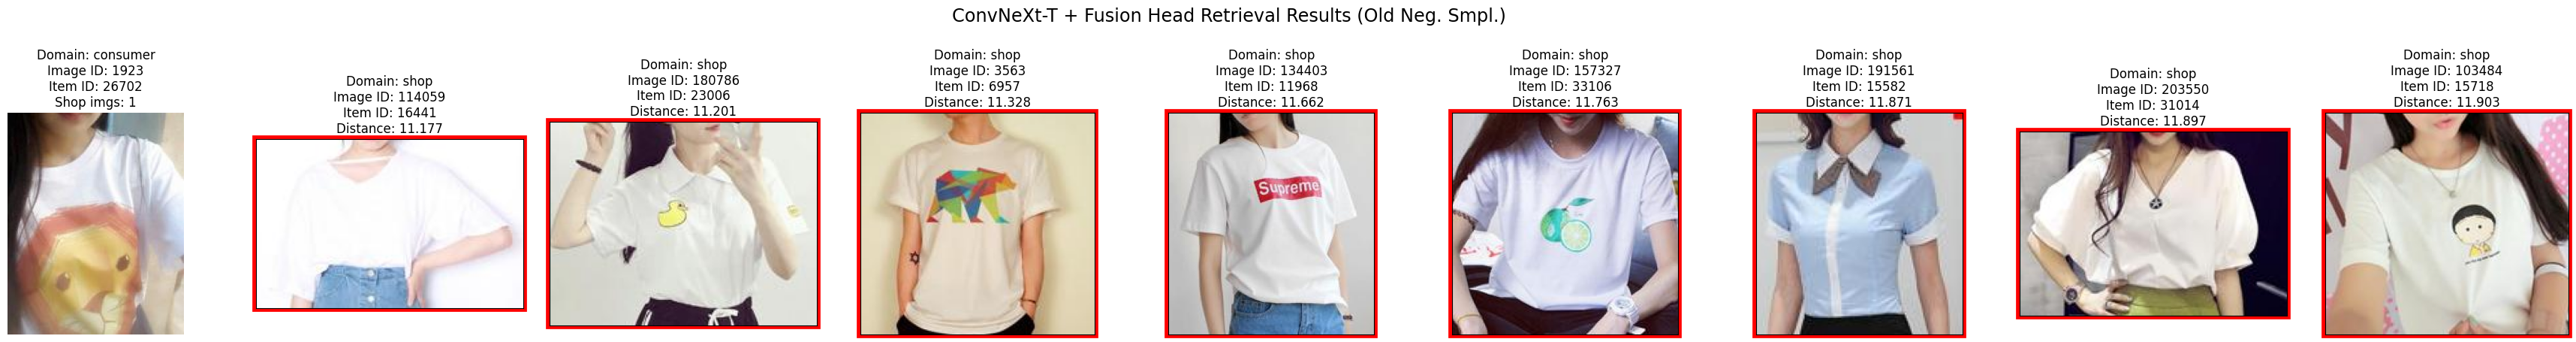 ConvNeXt-T + Fusion Head Retrieval Results (Old Neg. Smpl.)
Domain: consumer
Image ID: 1923
Item ID: 26702
Shop imgs: 1
Domain: shop
Image ID: 114059
Item ID: 16441
Distance: 11.177
Domain: shop
Image ID: 180786
Item ID: 23006
Distance: 11.201
Domain: shop
Image ID: 3563
Item ID: 6957
Distance: 11.328
Domain: shop
Image ID: 134403
Item ID: 11968
Distance: 11.662
Supreme
Domain: shop
Image ID: 157327
Item ID: 33106
Distance: 11.763
Domain: shop
Image ID: 191561
Item ID: 15582
Distance: 11.871
Domain: shop
Image ID: 203550
Item ID: 31014
Distance: 11.897
Domain: shop
Image ID: 103484
Item ID: 15718
Distance: 11.903